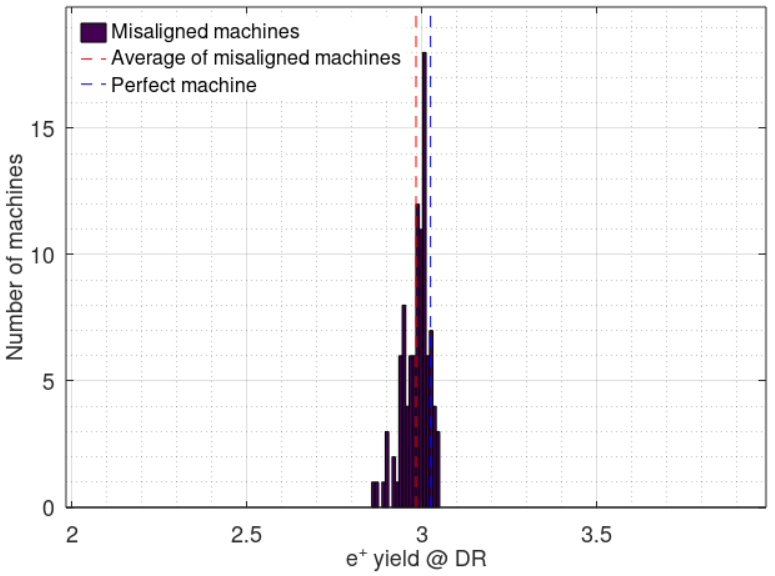 Misaligned machines
Average of misaligned machines
Perfect machine
Number of machines
15
10
5
0
2
2.5
3
3.5
e⁺ yield @ DR